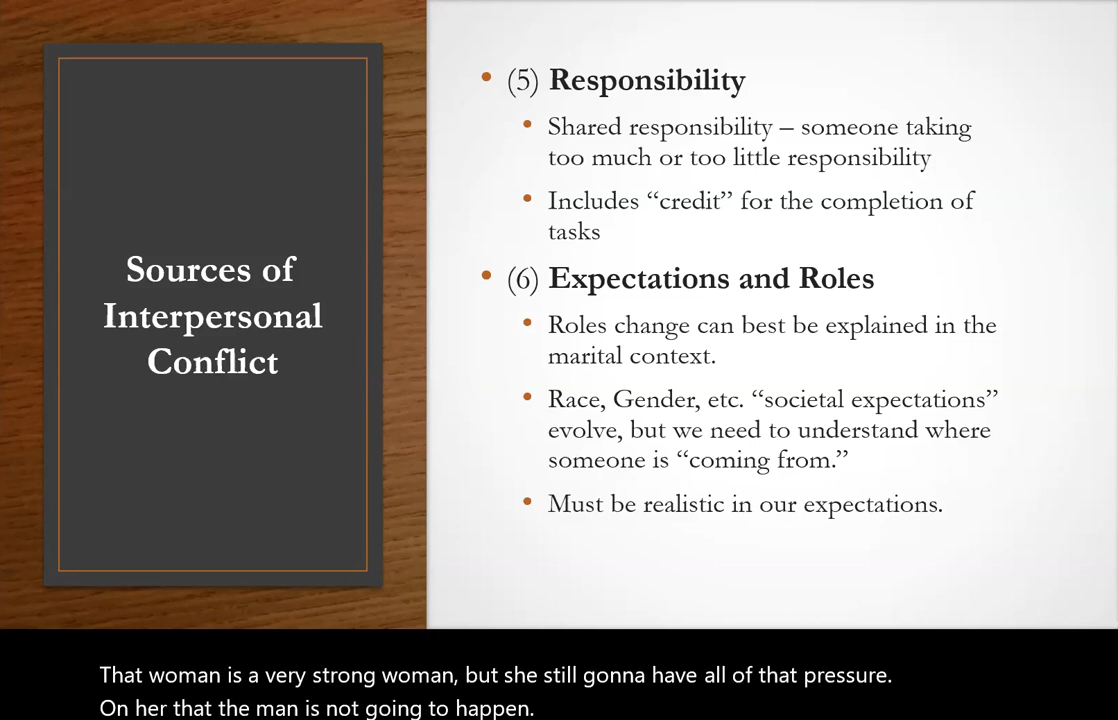 Sources of
Interpersonal
Conflict
• (5) Responsibility
• Shared responsibility – someone taking
too much or too little responsibility
• Includes “credit” for the completion of
tasks
• (6) Expectations and Roles
• Roles change can best be explained in the
marital context.
• Race, Gender, etc. “societal expectations”
evolve, but we need to understand where
someone is “coming from.”
• Must be realistic in our expectations.
That woman is a very strong woman, but she still gonna have all of that pressure.
On her that the man is not going to happen.